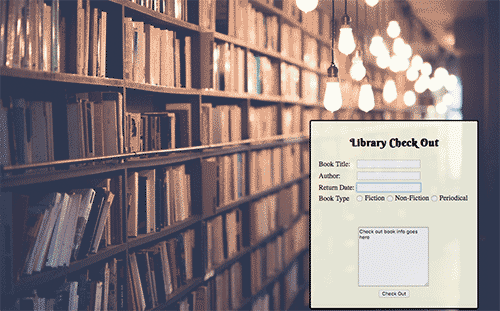 Library Check Out
Book Title:
Author:
Return Date:
Book Type Fiction Non-Fiction Periodical
Check out book info goes
here
Check Out